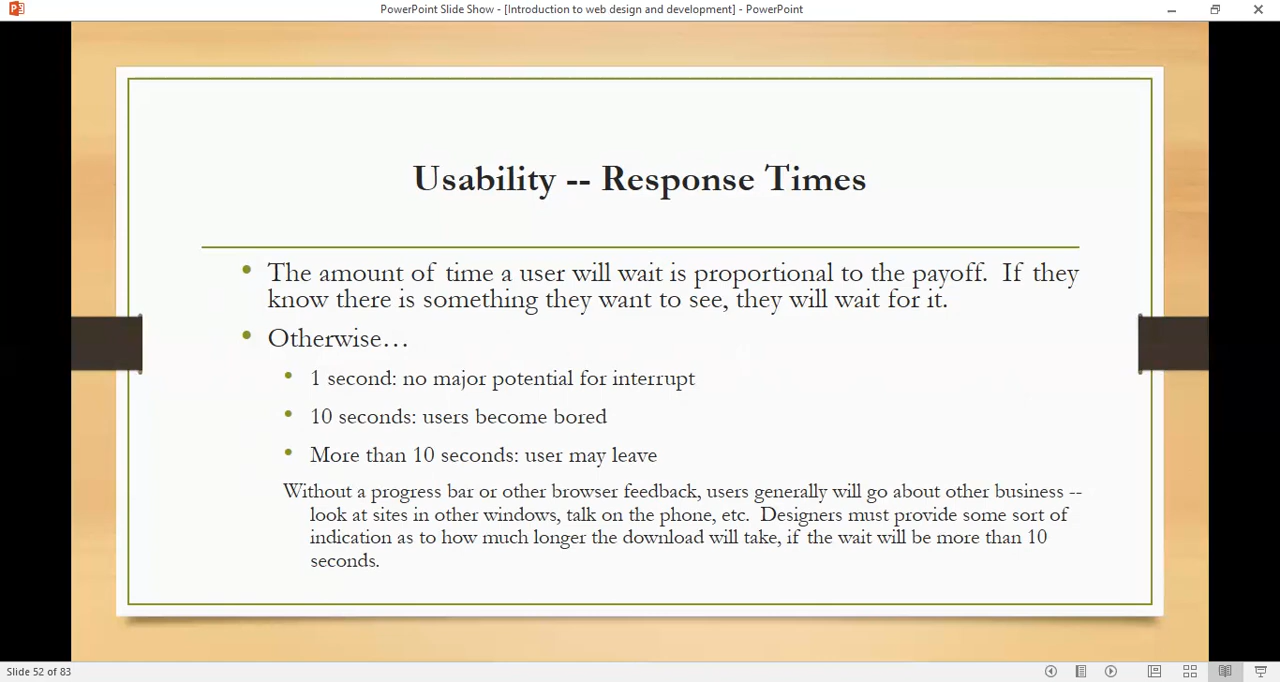 PowerPoint Slide Show - [Introduction to web design and development] - PowerPoint
Usability -- Response Times
• The amount of time a user will wait is proportional to the payoff.  If they
know there is something they want to see, they will wait for it.
• Otherwise…
• 1 second: no major potential for interrupt
• 10 seconds: users become bored
• More than 10 seconds: user may leave
Without a progress bar or other browser feedback, users generally will go about other business --
look at sites in other windows, talk on the phone, etc.  Designers must provide some sort of
indication as to how much longer the download will take, if the wait will be more than 10
seconds.
Slide 52 of 83